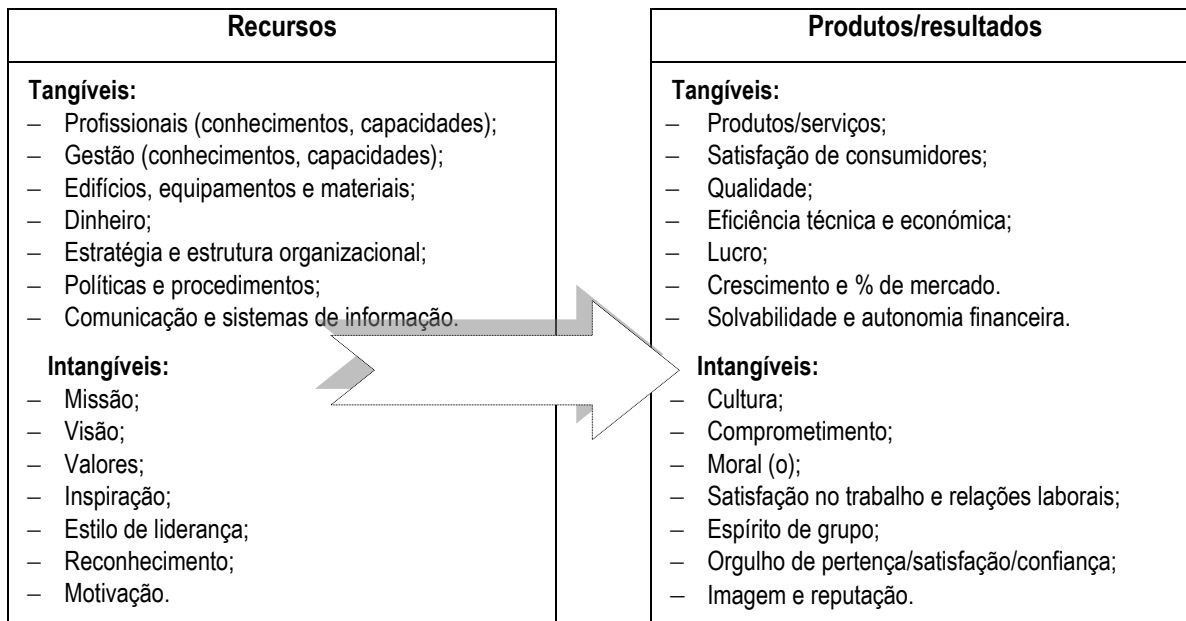 Recursos
Tangíveis:
– Profissionais (conhecimentos, capacidades);
– Gestão (conhecimentos, capacidades);
– Edifícios, equipamentos e materiais;
– Dinheiro;
– Estratégia e estrutura organizacional;
– Políticas e procedimentos;
– Comunicação e sistemas de informação.
Intangíveis:
– Missão;
– Visão;
– Valores;
– Inspiração;
– Estilo de liderança;
– Reconhecimento;
– Motivação.
Produtos/resultados
Tangíveis:
– Produtos/serviços;
– Satisfação de consumidores;
– Qualidade;
– Eficiência técnica e económica;
– Lucro;
– Crescimento e % de mercado.
– Solvabilidade e autonomia financeira.
Intangíveis:
– Cultura;
– Comprometimento;
– Moral (o);
– Satisfação no trabalho e relações laborais;
– Espírito de grupo;
– Orgulho de pertença/satisfação/confiança;
– Imagem e reputação.